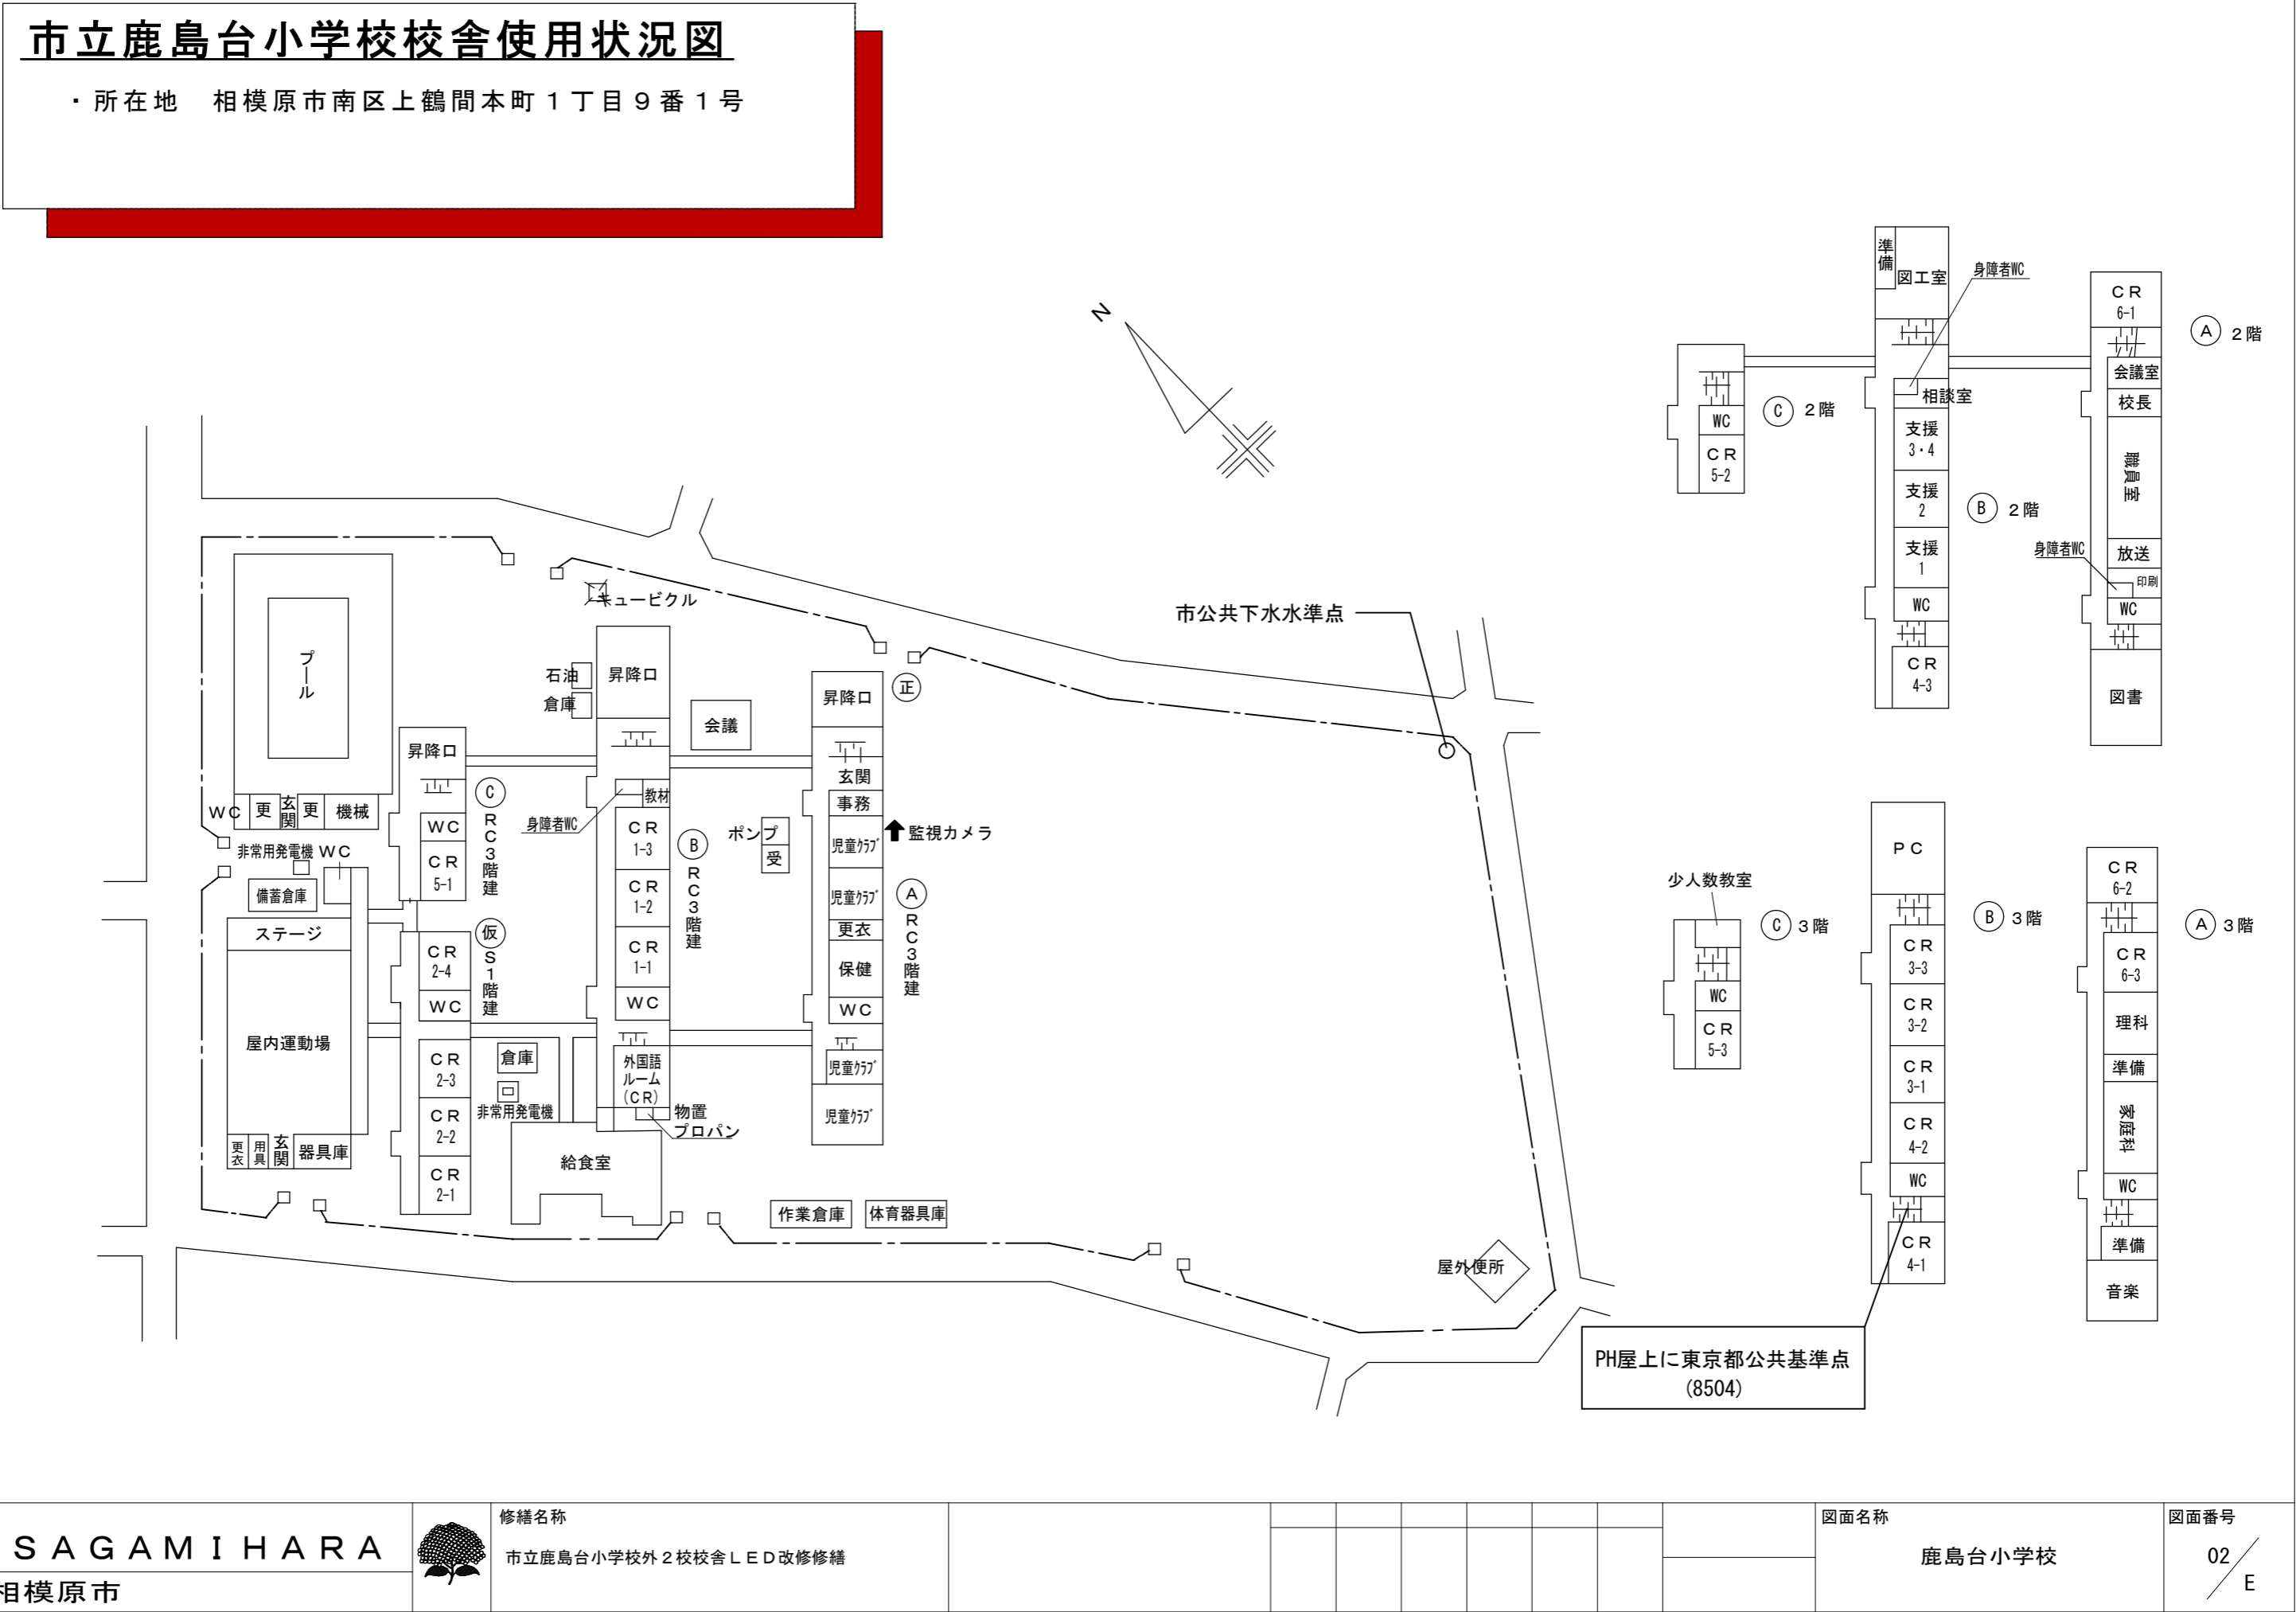 市立鹿島台小学校校舎使用状況図
・所在地 相模原市南区上鶴間本町1丁目9番1号
N
市公共下水水準点
キュービクル
プール
WC
更
玄関
更
機械
非常用発電機
WC
備蓄倉庫
ステージ
屋内運動場
更衣
用具
玄関
器具庫
昇降口
WC
CR
5-1
C
RC3階建
仮
S1階建
CR
2-4
WC
CR
2-3
CR
2-2
CR
2-1
倉庫
非常用発電機
石油
倉庫
昇降口
身障者WC
教材
CR
1-3
CR
1-2
CR
1-1
WC
外国語
ルーム
(CR)
物置
プロパン
給食室
B
RC3階建
会議
ポンプ
受
昇降口
正
玄関
事務
児童クラブ
監視カメラ
児童クラブ
更衣
保健
WC
児童クラブ
児童クラブ
A
RC3階建
作業倉庫
体育器具庫
屋外便所
WC
CR
5-2
C 2階
準備
図工室
身障者WC
相談室
支援
3・4
支援
2
支援
1
WC
CR
4-3
B 2階
CR
6-1
A 2階
会議室
校長
職員室
放送
身障者WC
印刷
WC
図書
少人数教室
WC
CR
5-3
C 3階
PC
CR
3-3
CR
3-2
CR
3-1
CR
4-2
WC
CR
4-1
B 3階
CR
6-2
CR
6-3
理科
準備
家庭科
WC
準備
音楽
A 3階
PH屋上に東京都公共基準点
(8504)
SAGAMIHARA
相模原市
修繕名称
市立鹿島台小学校外2校校舎LED改修修繕
図面名称
鹿島台小学校
図面番号
02/E